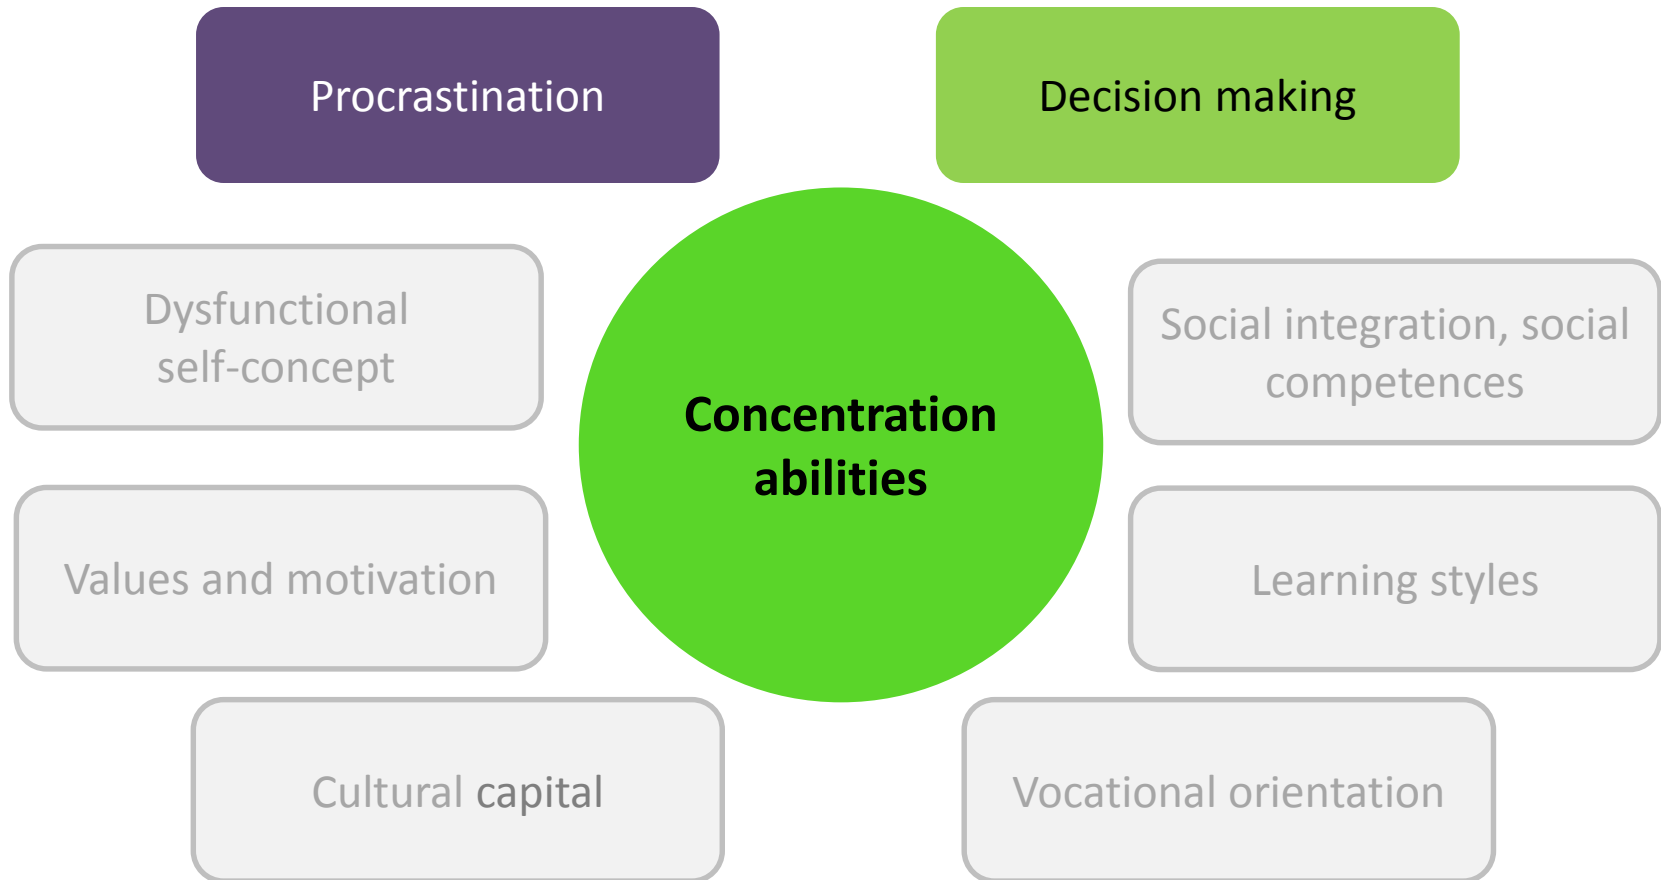 Procrastination
Decision making
Dysfunctional
self-concept
Social integration, social
competences
Concentration
abilities
Values and motivation
Learning styles
Cultural capital
Vocational orientation